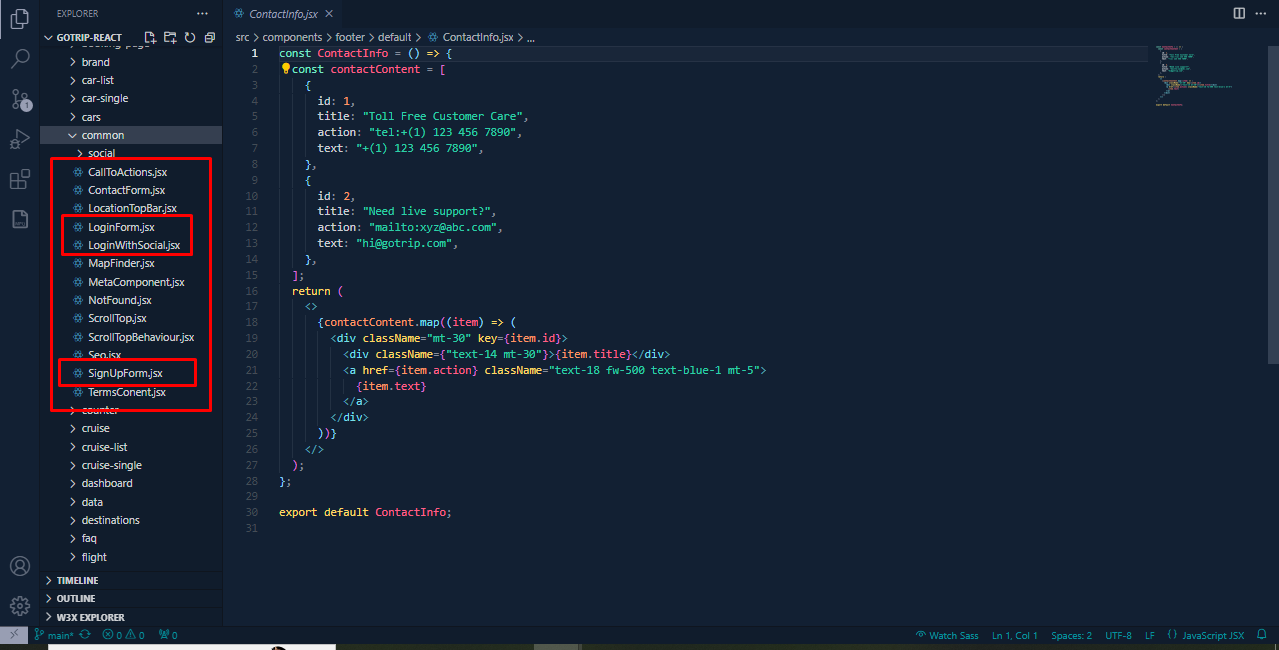 EXPLORER
GOTRIP-REACT
brand
car-list
car-single
cars
common
social
CallToActions.jsx
ContactForm.jsx
LocationTopBar.jsx
LoginForm.jsx
LoginWithSocial.jsx
MapFinder.jsx
MetaComponent.jsx
NotFound.jsx
ScrollTop.jsx
ScrollTopBehaviour.jsx
Seo.jsx
SignUpForm.jsx
TermsConent.jsx
counter
cruise
cruise-list
cruise-single
dashboard
data
destinations
faq
flight
TIMELINE
OUTLINE
W3X EXPLORER
1
ContactInfo.jsx
src > components > footer > default > ContactInfo.jsx > ...
1 const ContactInfo = () => {
2 const contactContent = [
3 {
4 id: 1,
5 title: "Toll Free Customer Care",
6 action: "tel:+(1) 123 456 7890",
7 text: "+(1) 123 456 7890",
8 },
9 {
10 id: 2,
11 title: "Need live support?",
12 action: "mailto:xyz@abc.com",
13 text: "hi@gotrip.com",
14 },
15 ];
16 return (
17 <>
18 {contactContent.map((item) => (
19 <div className="mt-30" key={item.id}>
20 <div className={"text-14 mt-30"}>{item.title}</div>
21 <a href={item.action} className="text-18 fw-500 text-blue-1 mt-5">
22 {item.text}
23 </a>
24 </div>
25 ))}
26 </>
27 );
28 };
29
30 export default ContactInfo;
31
main* 0 0 0 Watch Sass Ln 1, Col 1 Spaces: 2 UTF-8 LF {} JavaScript JSX